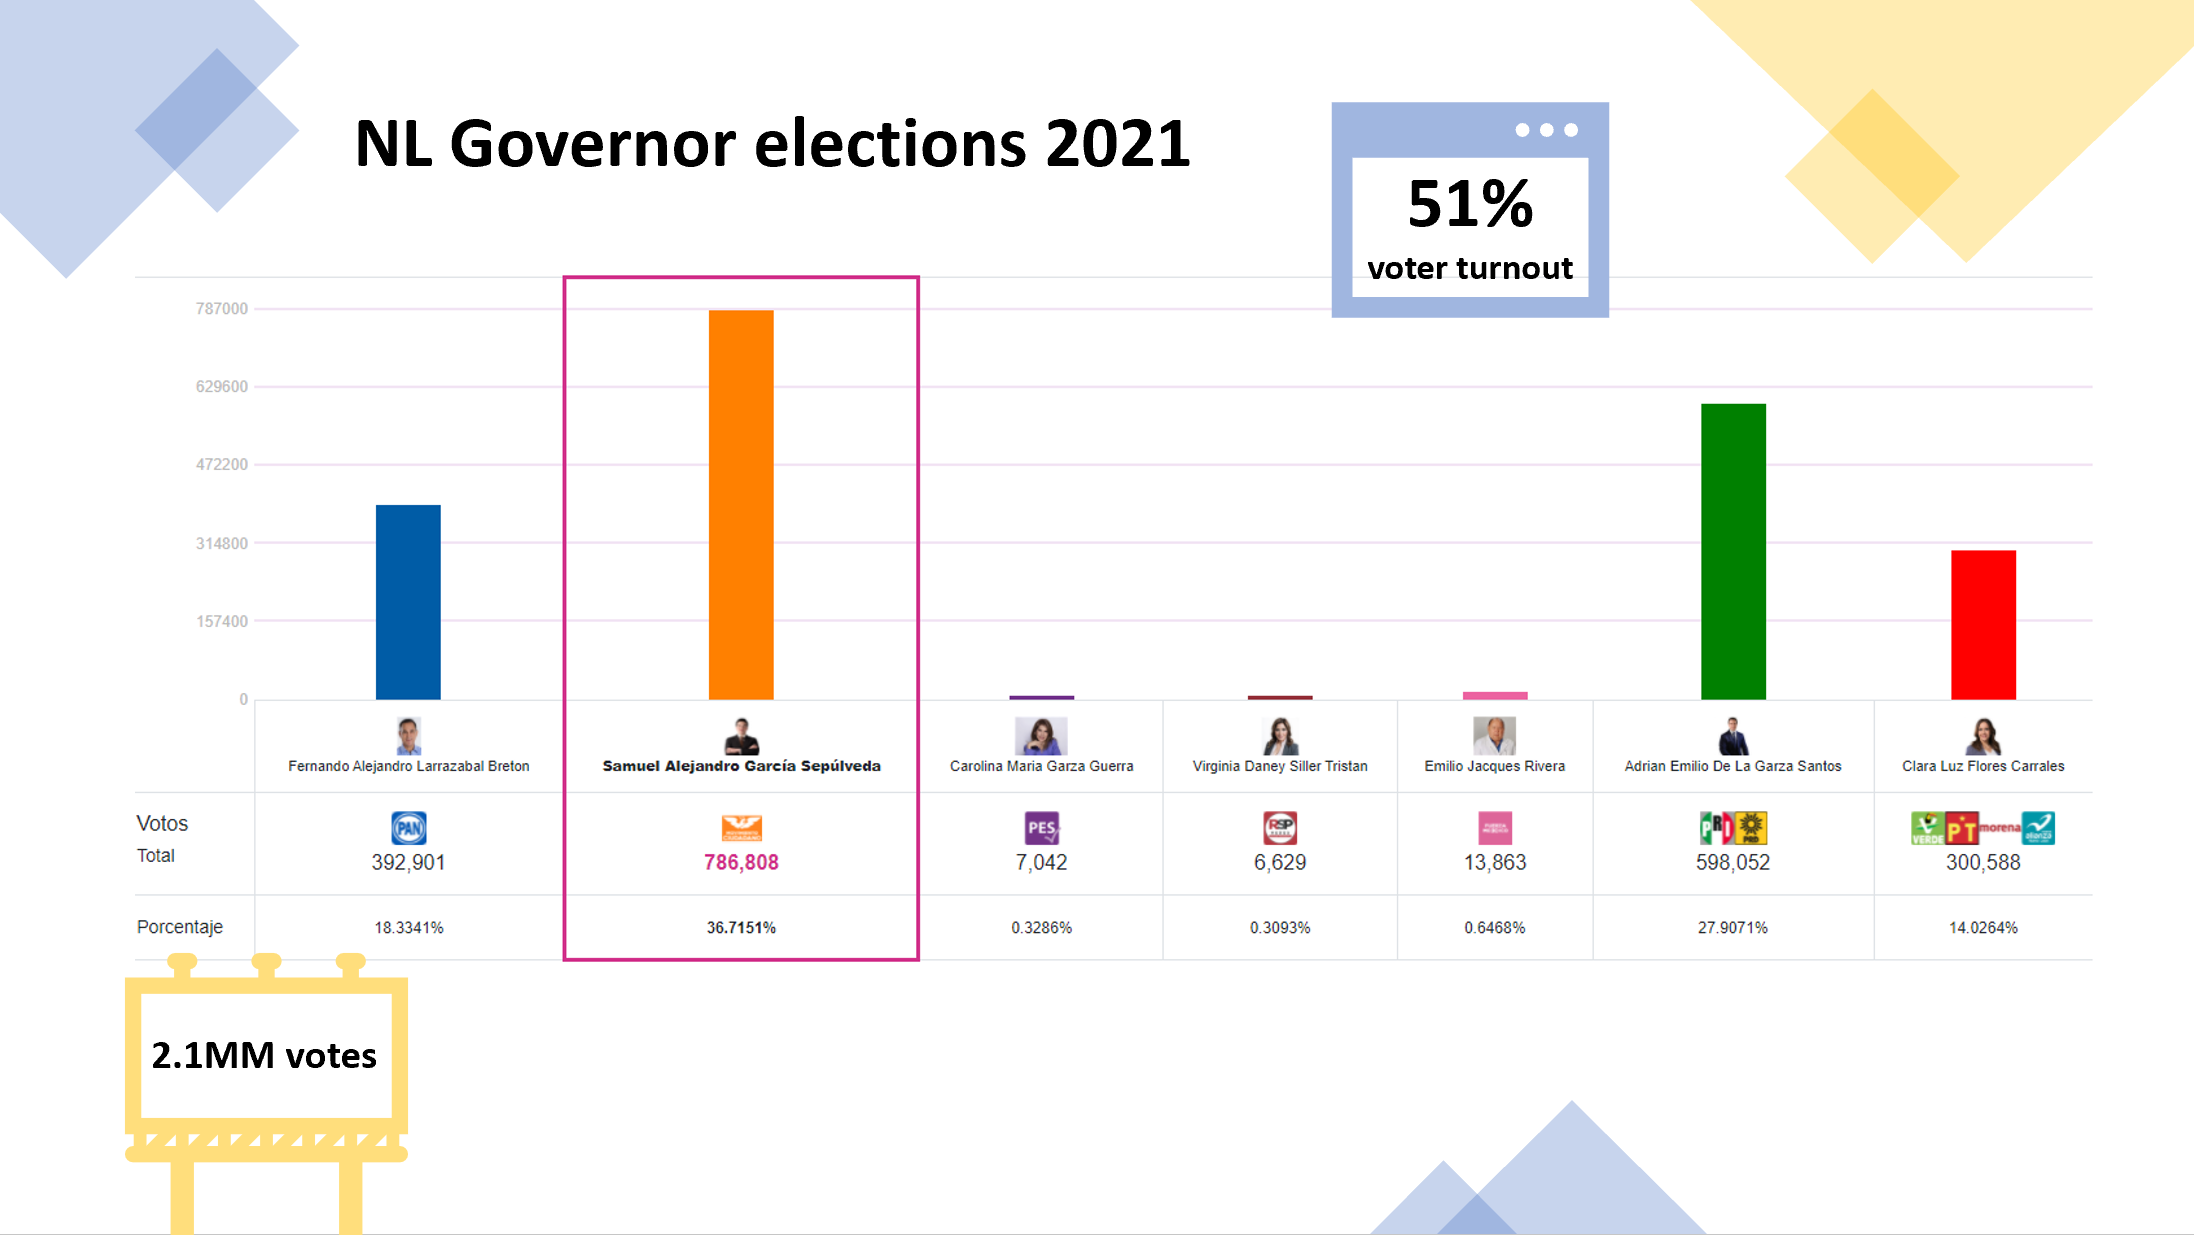 NL Governor elections 2021
51%
voter turnout
787000
629600
472200
314800
157400
0
Fernando Alejandro Larrazabal Breton
Samuel Alejandro García Sepúlveda
Carolina Maria Garza Guerra
Virginia Daney Siller Tristan
Emilio Jacques Rivera
Adrian Emilio De La Garza Santos
Clara Luz Flores Carrales
Votos
Total
PAN
MOVIMIENTO
CIUDADANO
PES
RSP
PRI
PRD
VERDE
PT
morena
alianza
392,901
786,808
7,042
6,629
13,863
598,052
300,588
Porcentaje
18.3341%
36.7151%
0.3286%
0.3093%
0.6468%
27.9071%
14.0264%
2.1MM votes